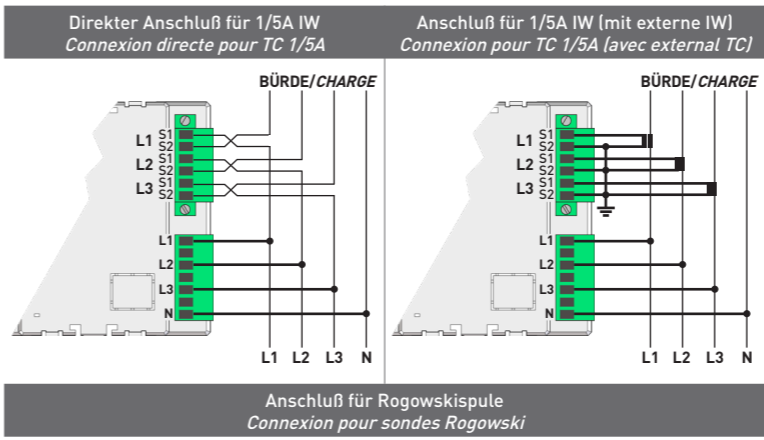 Direkter Anschluß für 1/5A IW
Connexion directe pour TC 1/5A
BÜRDE/CHARGE
L1 S1
S2
L2 S1
S2
L3 S1
S2
L1
L2
L3
N
L1 L2 L3 N
Anschluß für 1/5A IW (mit externe IW)
Connexion pour TC 1/5A (avec external TC)
BÜRDE/CHARGE
L1 S1
S2
L2 S1
S2
L3 S1
S2
L1
L2
L3
N
L1 L2 L3 N
Anschluß für Rogowskispule
Connexion pour sondes Rogowski